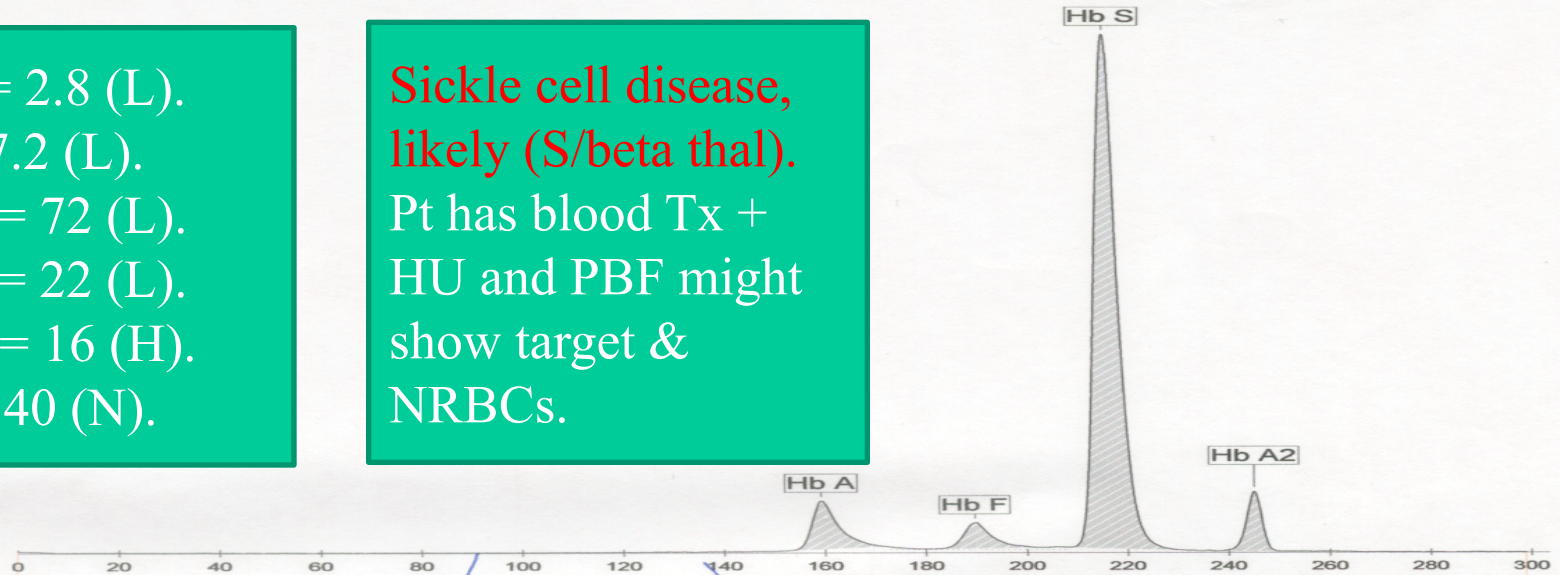 = 2.8 (L).
7.2 (L).
= 72 (L).
= 22 (L).
= 16 (H).
40 (N).
Sickle cell disease,
likely (S/beta thal).
Pt has blood Tx +
HU and PBF might
show target &
NRBCs.
Hb S
Hb A2
Hb A
Hb F
0 20 40 60 80 100 120 140 160 180 200 220 240 260 280 300